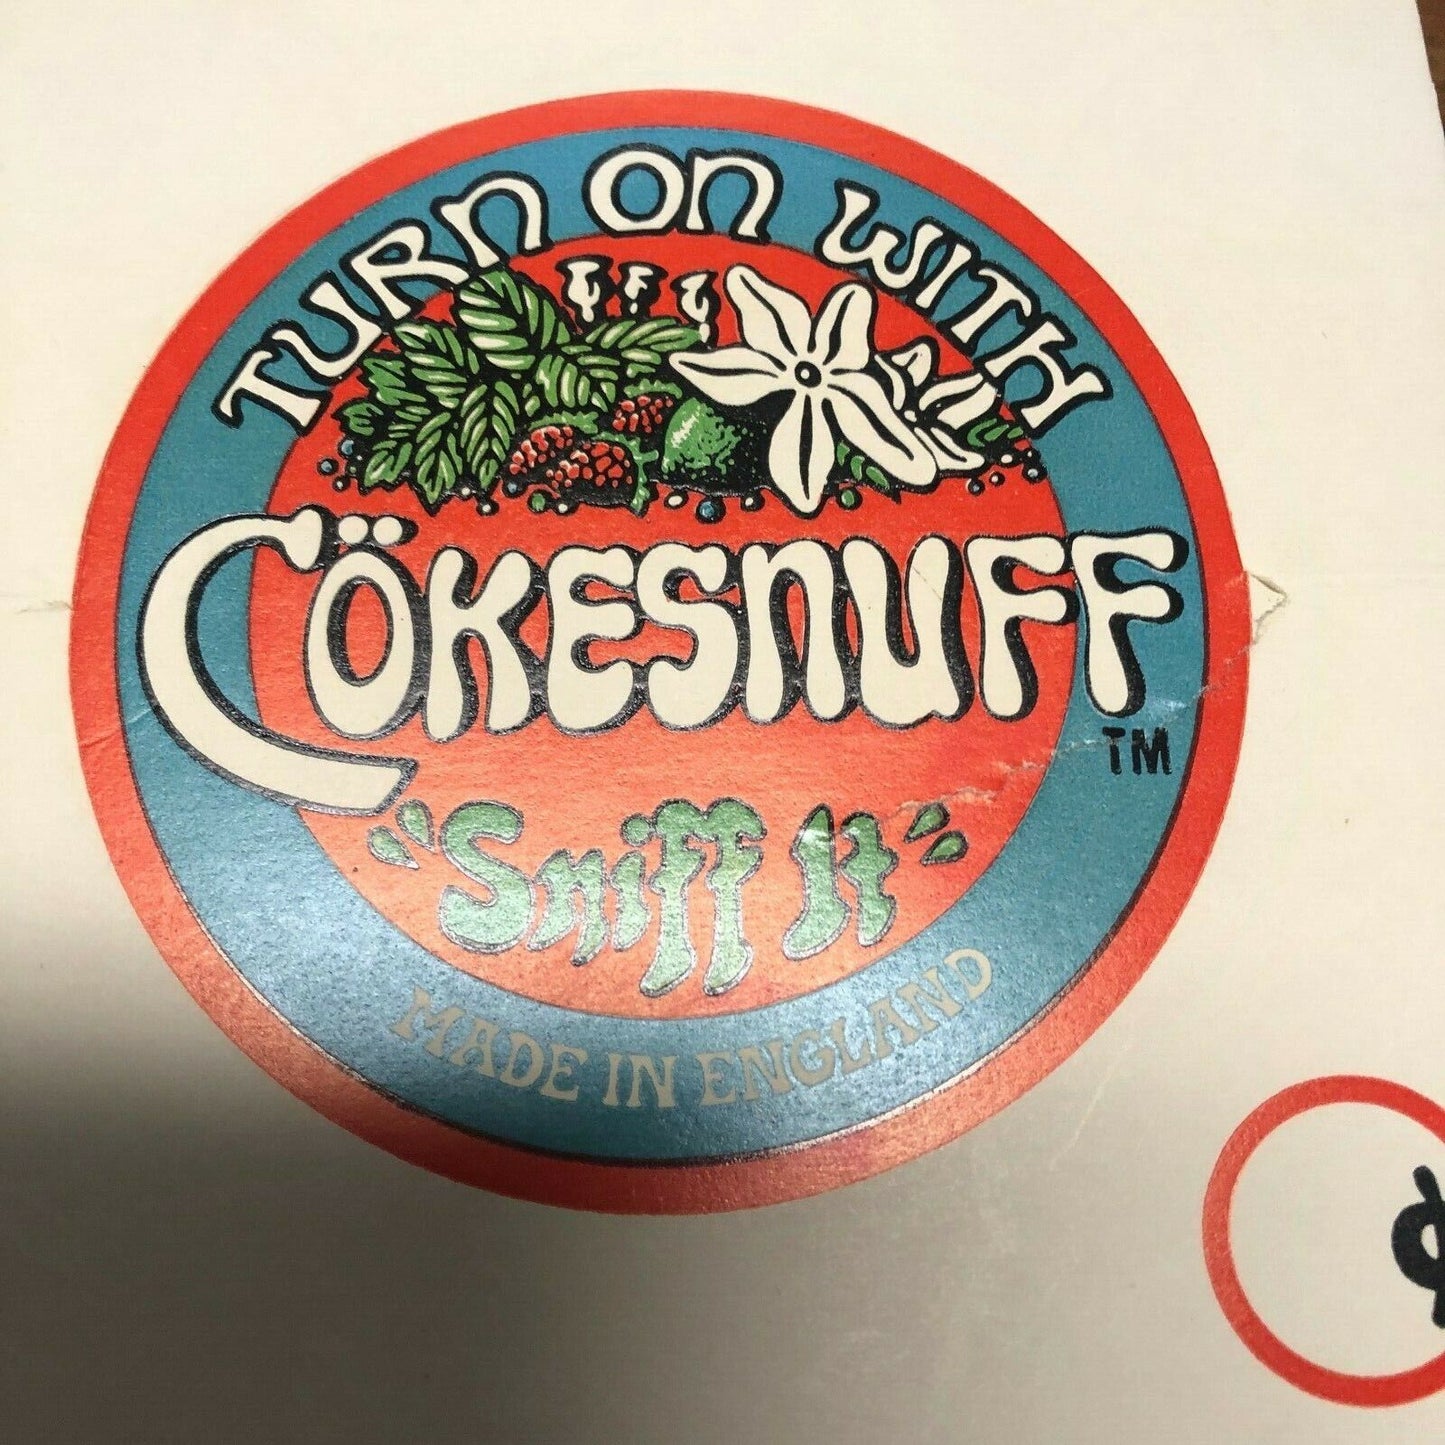 TURN ON WITH
CÖKESNUFF
TM
"Sniff It"
MADE IN ENGLAND